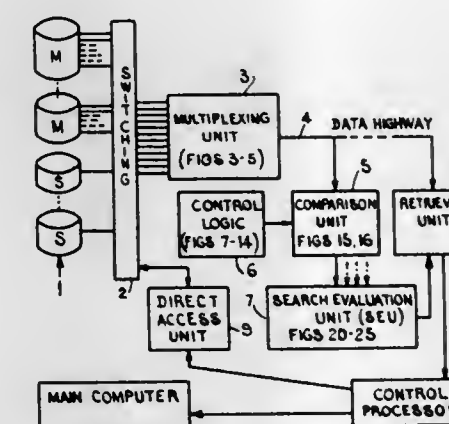 M
M
S
S
1
SWITCHING
2
3
MULTIPLEXING
UNIT
(FIGS 3-5)
4
DATA HIGHWAY
5
CONTROL
LOGIC
(FIGS 7-14)
6
COMPARISON
UNIT
FIGS 15,16
UNIT
7
SEARCH EVALUATION
UNIT (SEU)
FIGS 20-25
DIRECT
ACCESS
UNIT
9
MAIN COMPUTER
CONTROL